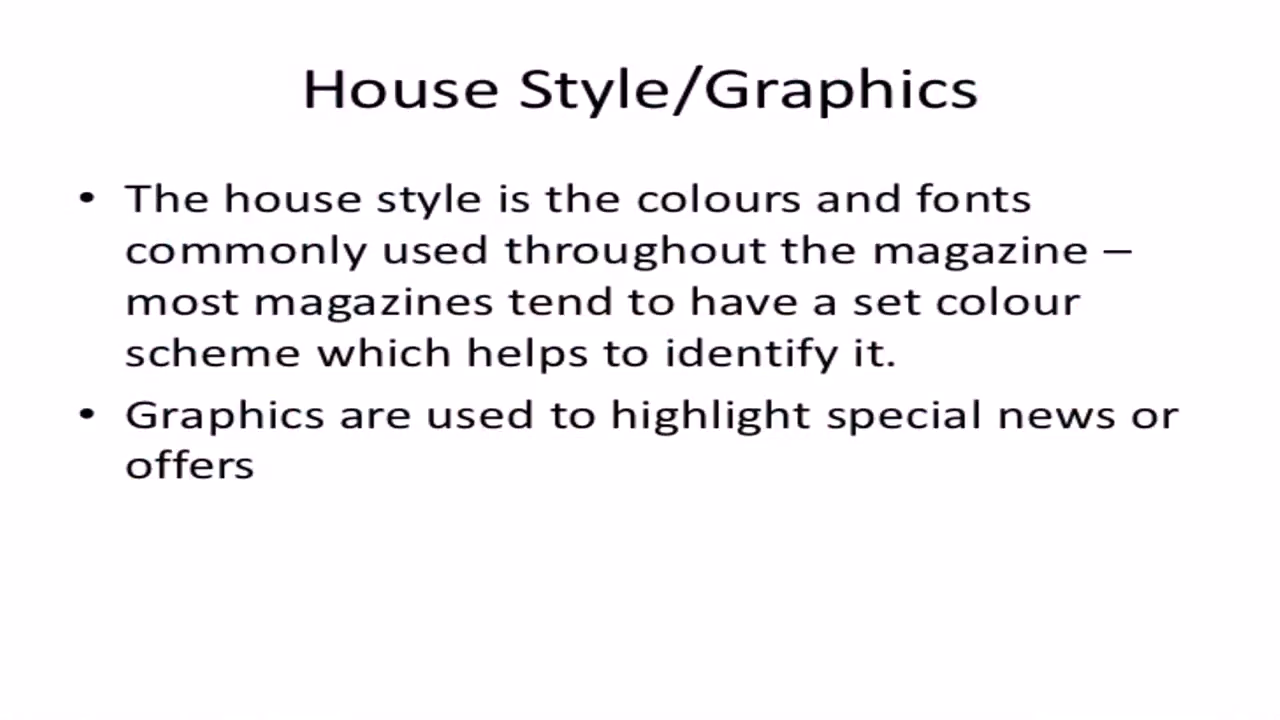 House Style/Graphics
• The house style is the colours and fonts
commonly used throughout the magazine –
most magazines tend to have a set colour
scheme which helps to identify it.
• Graphics are used to highlight special news or
offers